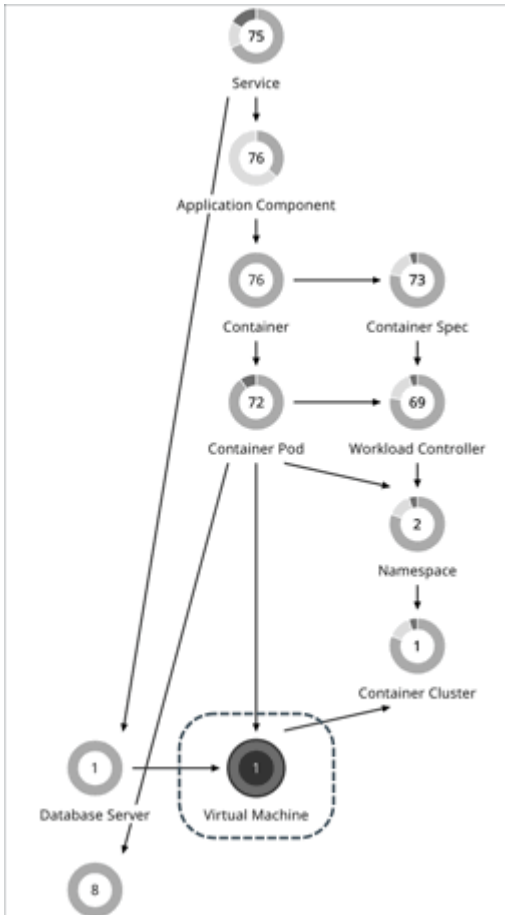 75
Service
76
Application Component
76
73
Container
Container Spec
72
69
Container Pod
Workload Controller
2
Namespace
1
Container Cluster
1
1
Database Server
Virtual Machine
8